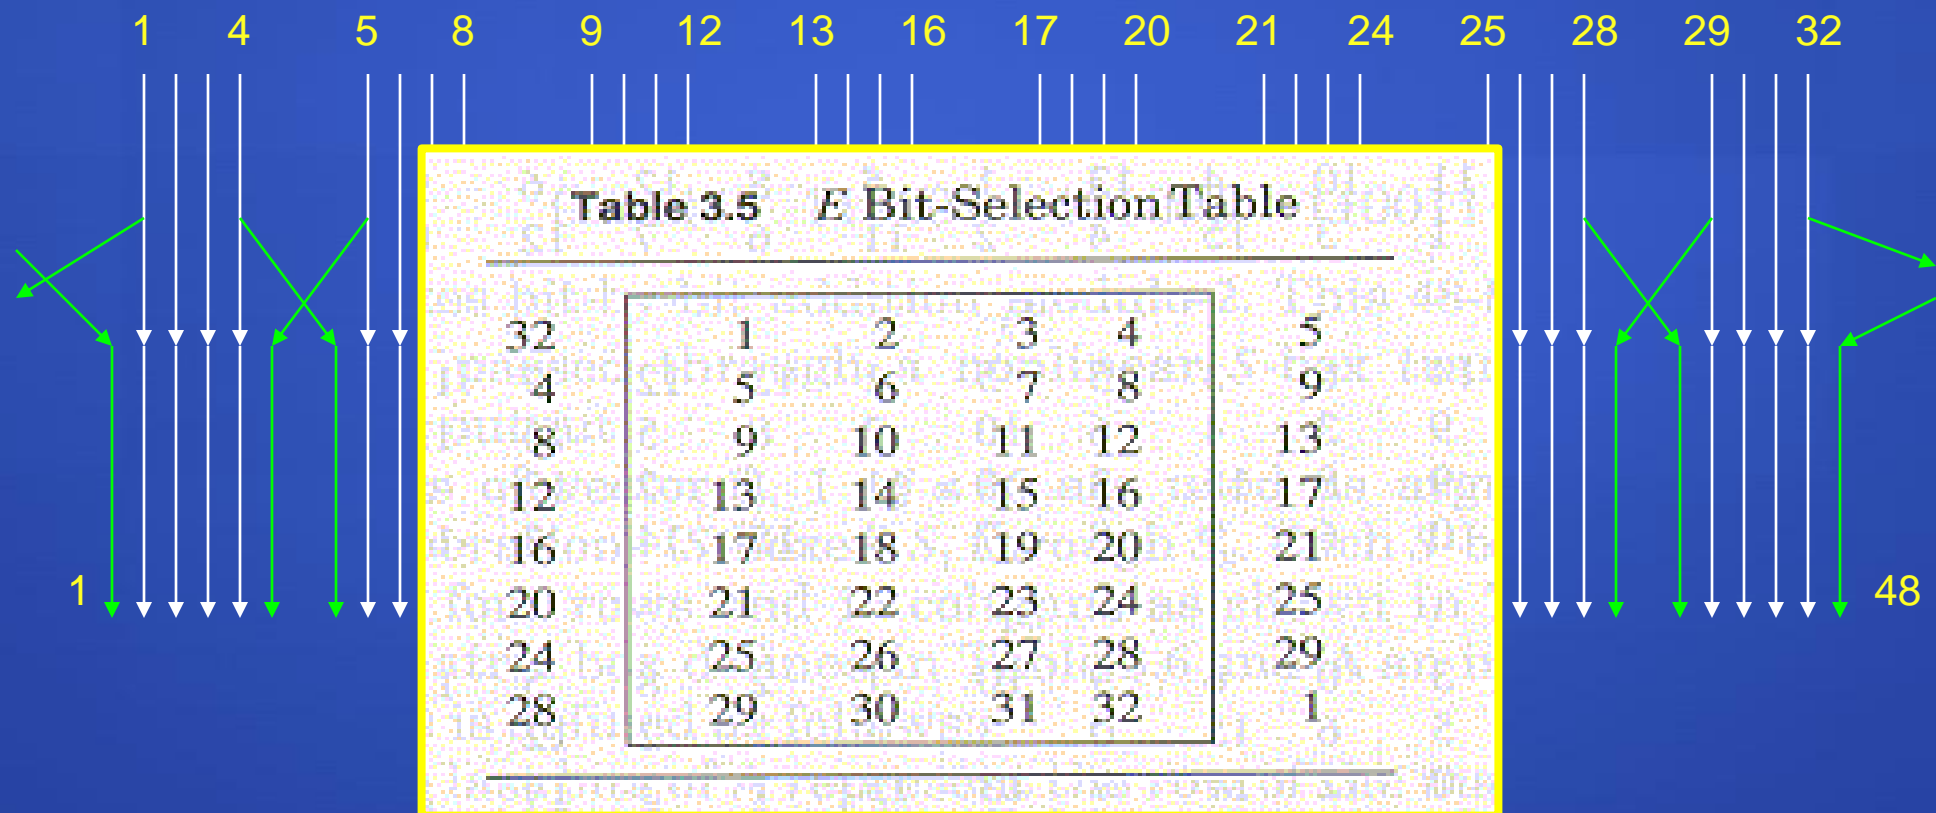 1 4 5 8 9 12 13 16 17 20 21 24 25 28 29 32
Table 3.5 E Bit-Selection Table
32 1 2 3 4 5
4 5 6 7 8 9
8 9 10 11 12 13
12 13 14 15 16 17
16 17 18 19 20 21
20 21 22 23 24 25
24 25 26 27 28 29
28 29 30 31 32 1
1
48